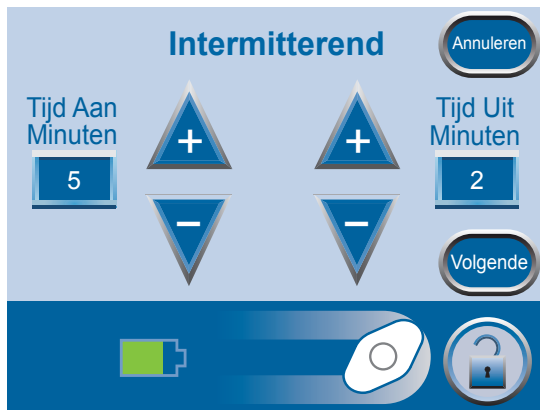 Intermitterend
Annuleren
Tijd Aan
Minuten
5
+
−
+
−
Tijd Uit
Minuten
2
Volgende